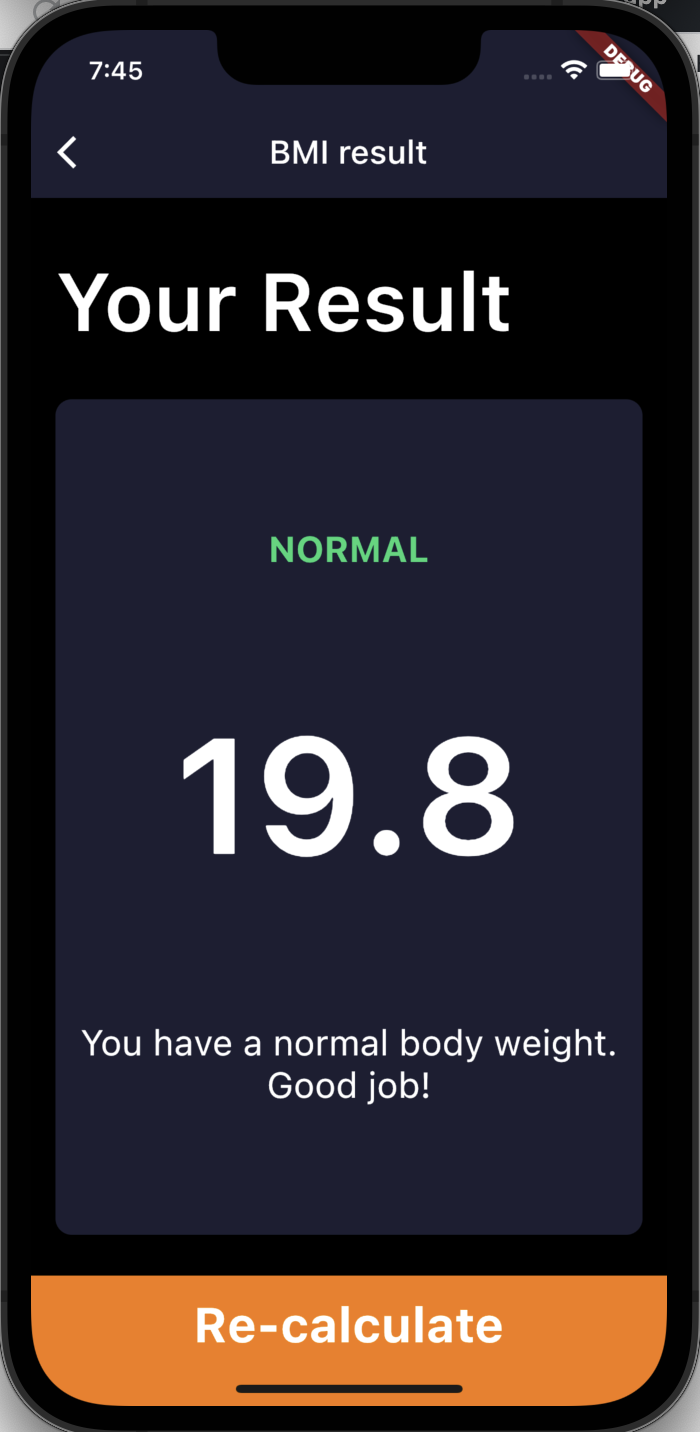 7:45
DEBUG
BMI result
Your Result
NORMAL
19.8
You have a normal body weight.
Good job!
Re-calculate